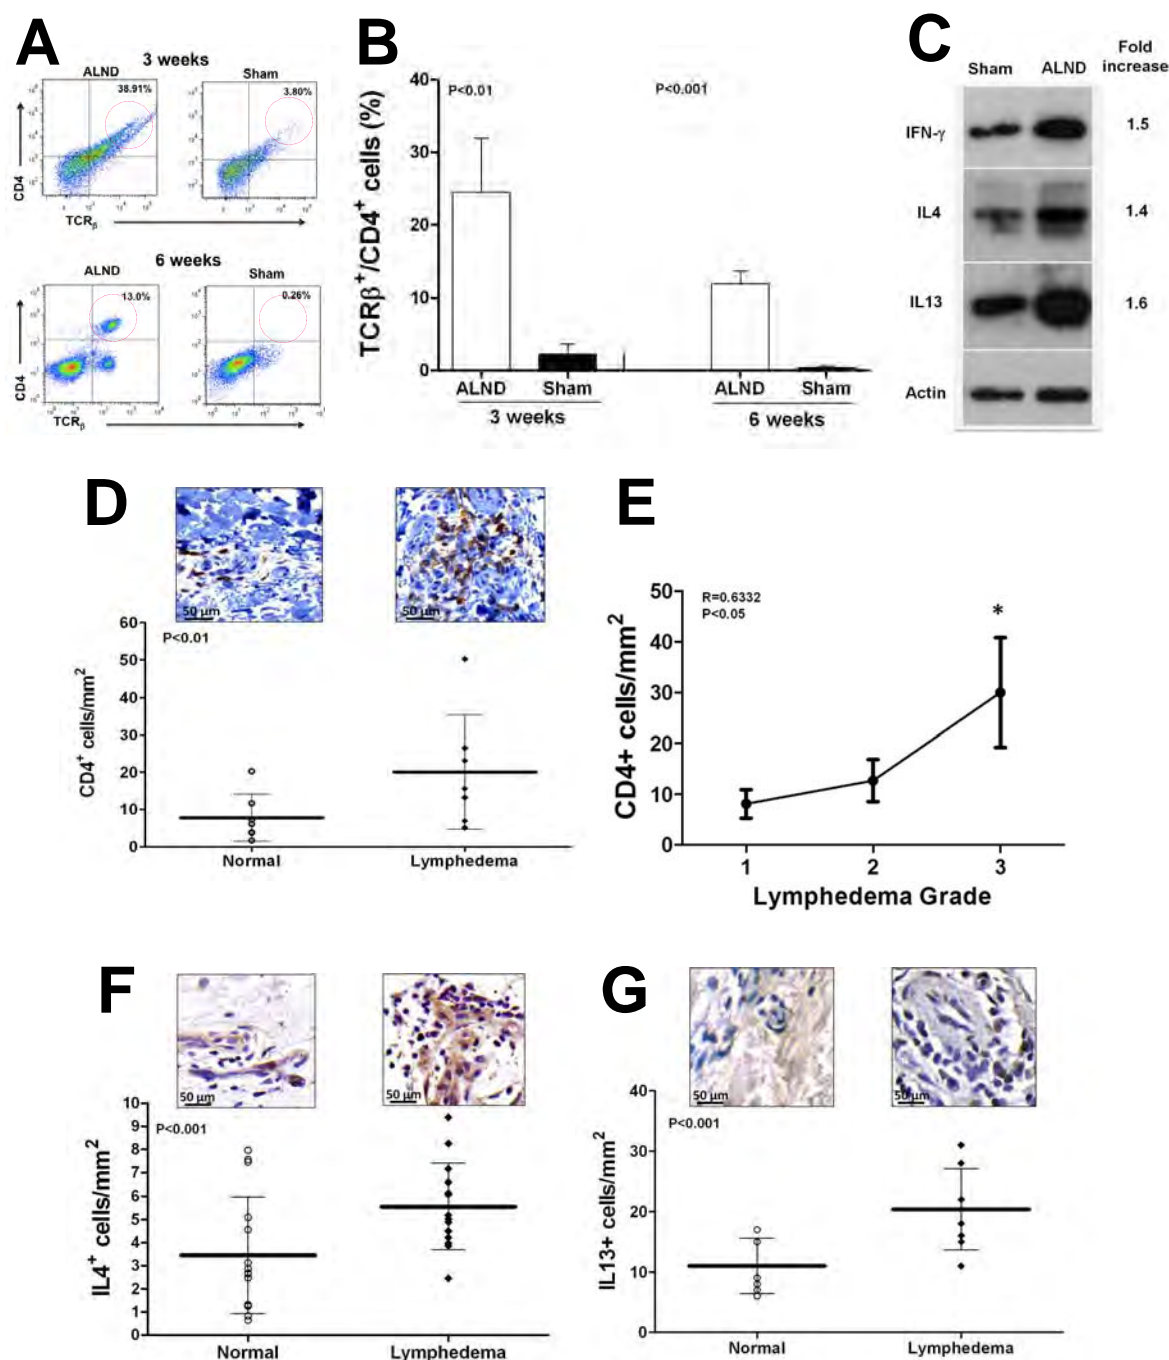 A
3 weeks
ALND
Sham
38.91%
3.80%
CD4
TCRβ
6 weeks
ALND
Sham
13.0%
0.26%
CD4
TCRβ
B
TCRβ⁺/CD4⁺ cells (%)
40
30
20
10
0
P<0.01
P<0.001
ALND
Sham
ALND
Sham
3 weeks
6 weeks
C
Sham
ALND
Fold
increase
IFN-γ
1.5
IL4
1.4
IL13
1.6
Actin
D
50 µm
50 µm
P<0.01
CD4⁺ cells/mm²
60
50
40
30
20
10
0
Normal
Lymphedema
E
R=0.6332
P<0.05
*
CD4+ cells/mm²
50
40
30
20
10
0
1
2
3
Lymphedema Grade
F
50 µm
50 µm
P<0.001
IL4⁺ cells/mm²
10
9
8
7
6
5
4
3
2
1
0
Normal
Lymphedema
G
50 µm
50 µm
P<0.001
IL13+ cells/mm²
40
30
20
10
0
Normal
Lymphedema